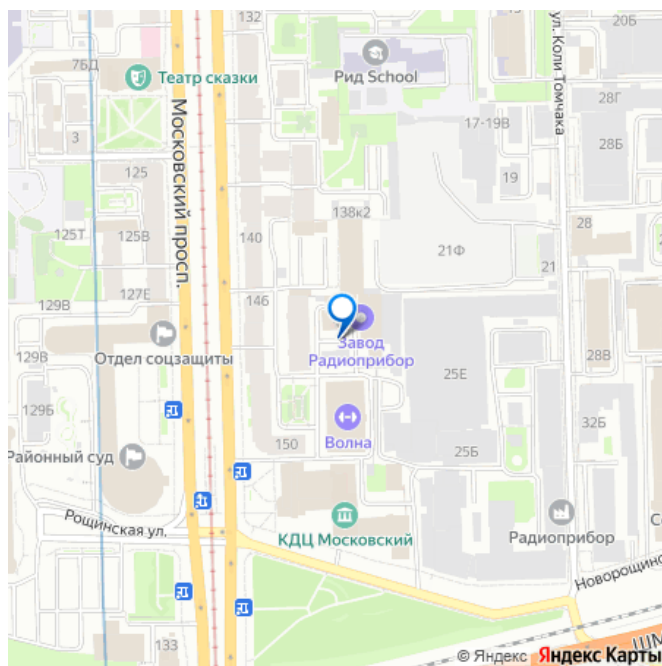 132
20Б
76Д
Театр сказки
Рид School
ул. Коли Томчака
28Г
Московский просп.
3
17-19В
28Б
125
19
138к2
28
125Т
125В
140
21Ф
21
127Е
129В
146
Отдел соцзащиты
Завод
Радиоприбор
129В
28В
25Е
129Б
Волна
32Б
150
25Б
Районный суд
Рощинская ул.
КДЦ Московский
Радиоприбор
Новорощинс
133
© Яндекс Яндекс Карты